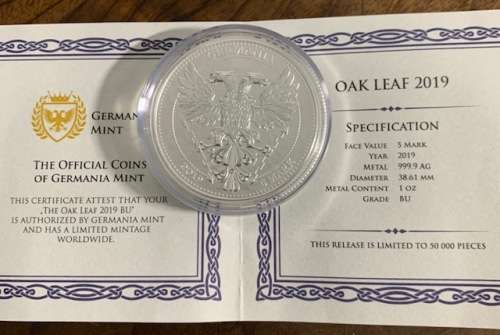 GERMANIA
MINT
THE OFFICIAL COINS
OF GERMANIA MINT
THIS CERTIFICATE ATTEST THAT YOUR
„THE OAK LEAF 2019 BU"
IS AUTHORIZED BY GERMANIA MINT
AND HAS A LIMITED MINTAGE
WORLDWIDE.
GERMANIA
OAK LEAF 2019
SPECIFICATION
FACE VALUE 5 MARK
YEAR 2019
METAL 999.9 AG
DIAMETER 38.61 MM
METAL CONTENT 1 OZ
GRADE BU
THIS RELEASE IS LIMITED TO 50 000 PIECES